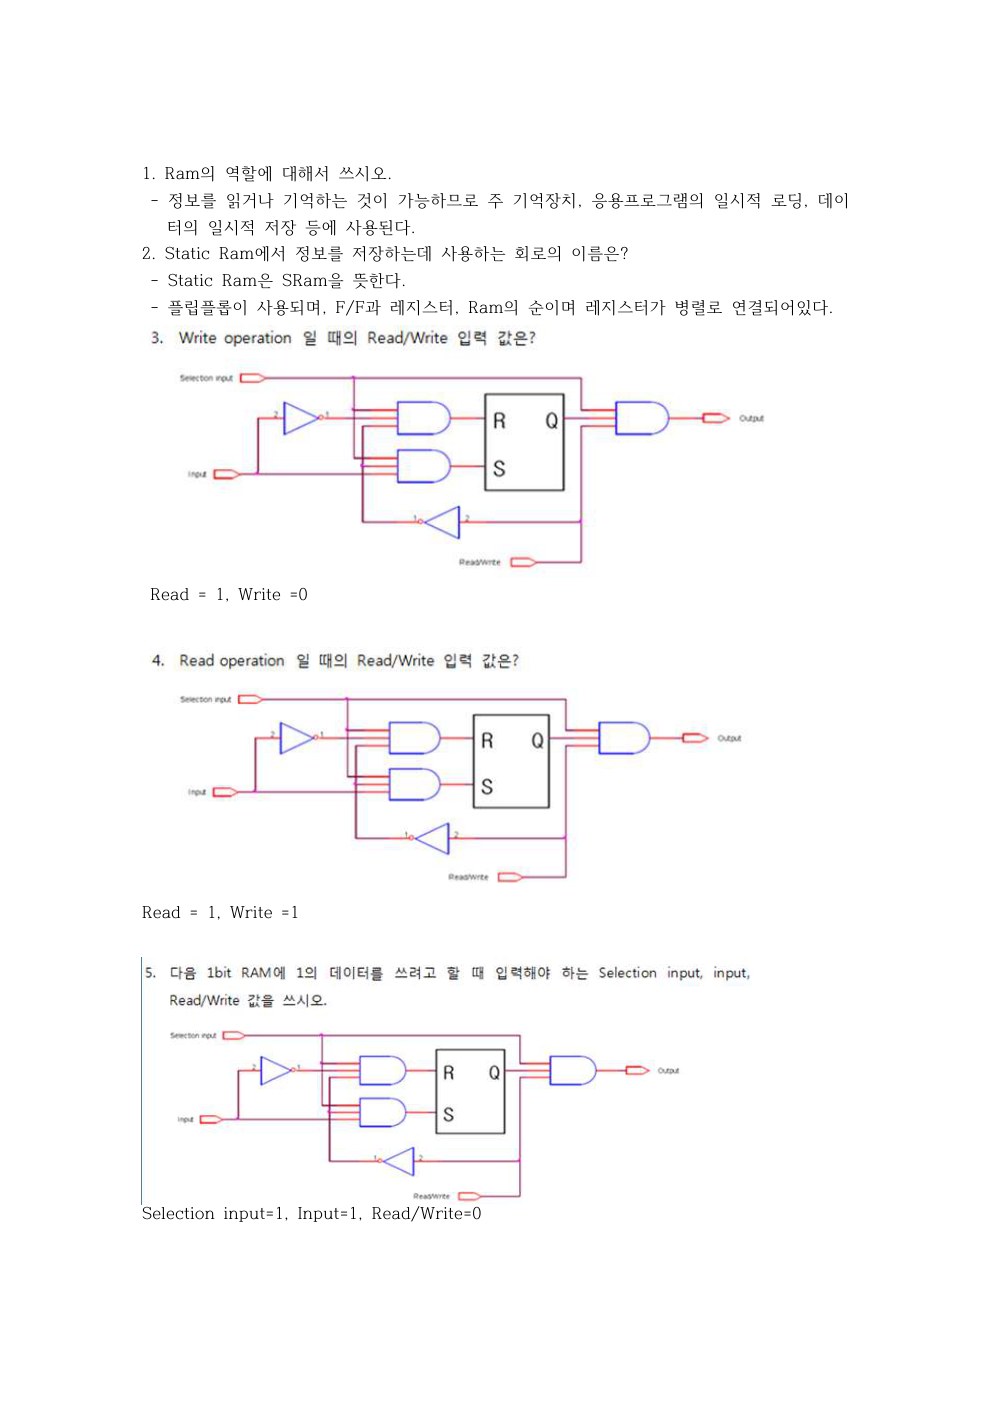 1. Ram의 역할에 대해서 쓰시오.
- 정보를 읽거나 기억하는 것이 가능하므로 주 기억장치, 응용프로그램의 일시적 로딩, 데이
터의 일시적 저장 등에 사용된다.
2. Static Ram에서 정보를 저장하는데 사용하는 회로의 이름은?
- Static Ram은 SRam을 뜻한다.
- 플립플롭이 사용되며, F/F과 레지스터, Ram의 순이며 레지스터가 병렬로 연결되어있다.
3. Write operation 일 때의 Read/Write 입력 값은?
Selection input
2 1
R Q
Output
Input
S
1 2
Read/Write
Read = 1, Write =0
4. Read operation 일 때의 Read/Write 입력 값은?
Selection input
2 1
R Q
Output
Input
S
1 2
Read/Write
Read = 1, Write =1
5. 다음 1bit RAM에 1의 데이터를 쓰려고 할 때 입력해야 하는 Selection input, input,
Read/Write 값을 쓰시오.
Selection input
2 1
R Q
Output
Input
S
1 2
Read/Write
Selection input=1, Input=1, Read/Write=0